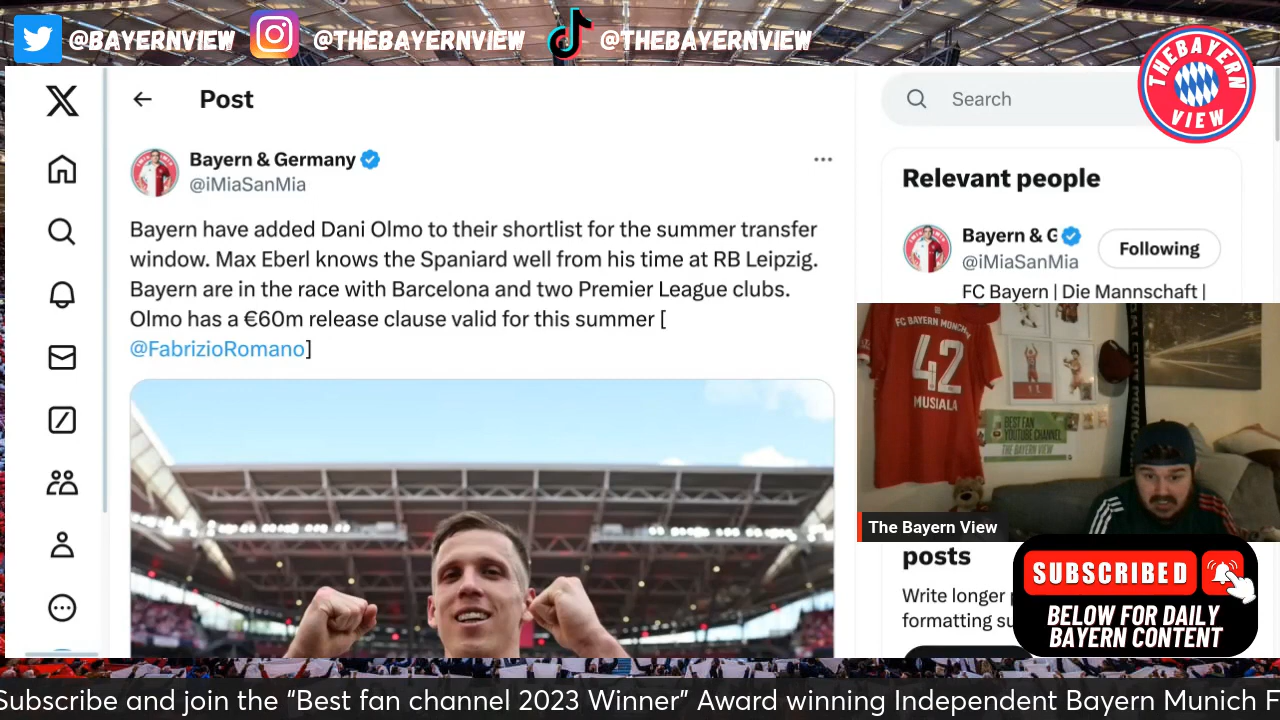 @BAYERNVIEW
@THEBAYERNVIEW
@THEBAYERNVIEW
THE BAYERN
VIEW
Post
Search
Bayern & Germany
@iMiaSanMia
Bayern have added Dani Olmo to their shortlist for the summer transfer
window. Max Eberl knows the Spaniard well from his time at RB Leipzig.
Bayern are in the race with Barcelona and two Premier League clubs.
Olmo has a €60m release clause valid for this summer [
@FabrizioRomano]
Relevant people
Bayern & G
Following
@iMiaSanMia
FC Bayern | Die Mannschaft |
FC BAYERN MÜNCHEN
42
MUSIALA
BEST FAN
YOUTUBE CHANNEL
THE BAYERN VIEW
The Bayern View
posts
Write longer
formatting
SUBSCRIBED
BELOW FOR DAILY
BAYERN CONTENT
Subscribe and join the “Best fan channel 2023 Winner” Award winning Independent Bayern Munich F